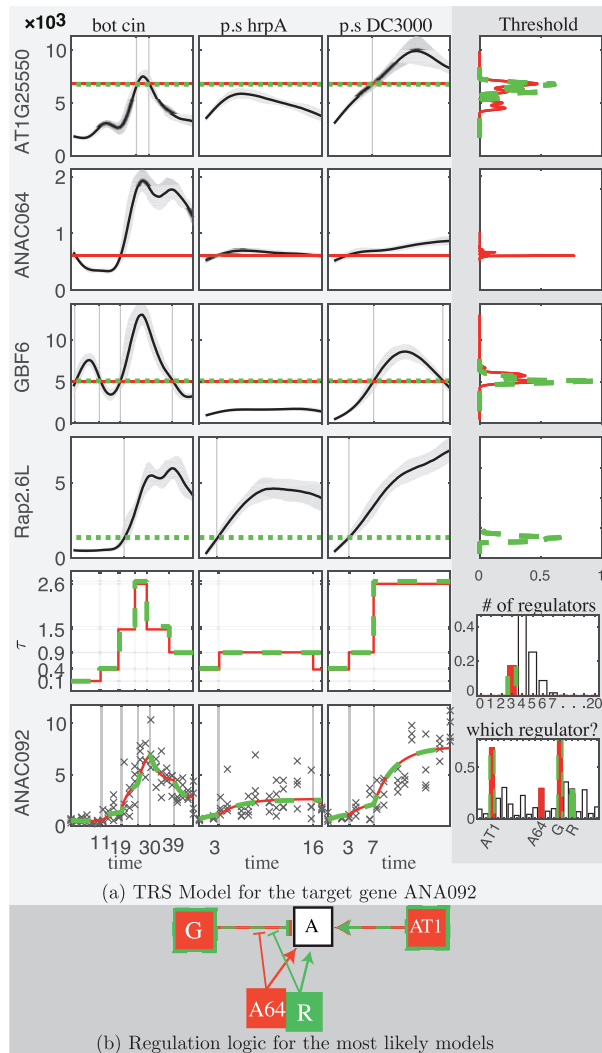 ×10³ bot cin p.s hrpA p.s DC3000 Threshold
AT1G25550
10
5
0
ANAC064
2
1
0
GBF6
10
5
0
Rap2.6L
5
0
0 0.5 1
τ
2.6
1.5
0.9
0.4
0.1
# of regulators
0.4
0.2
0
0 1 2 3 4 5 6 7 ...20
ANAC092
10
5
0
11 19 30 39
3 16
3 7
time time time
which regulator?
0.5
0
AT1 A64 G R
(a) TRS Model for the target gene ANA092
G A AT1
A64 R
(b) Regulation logic for the most likely models